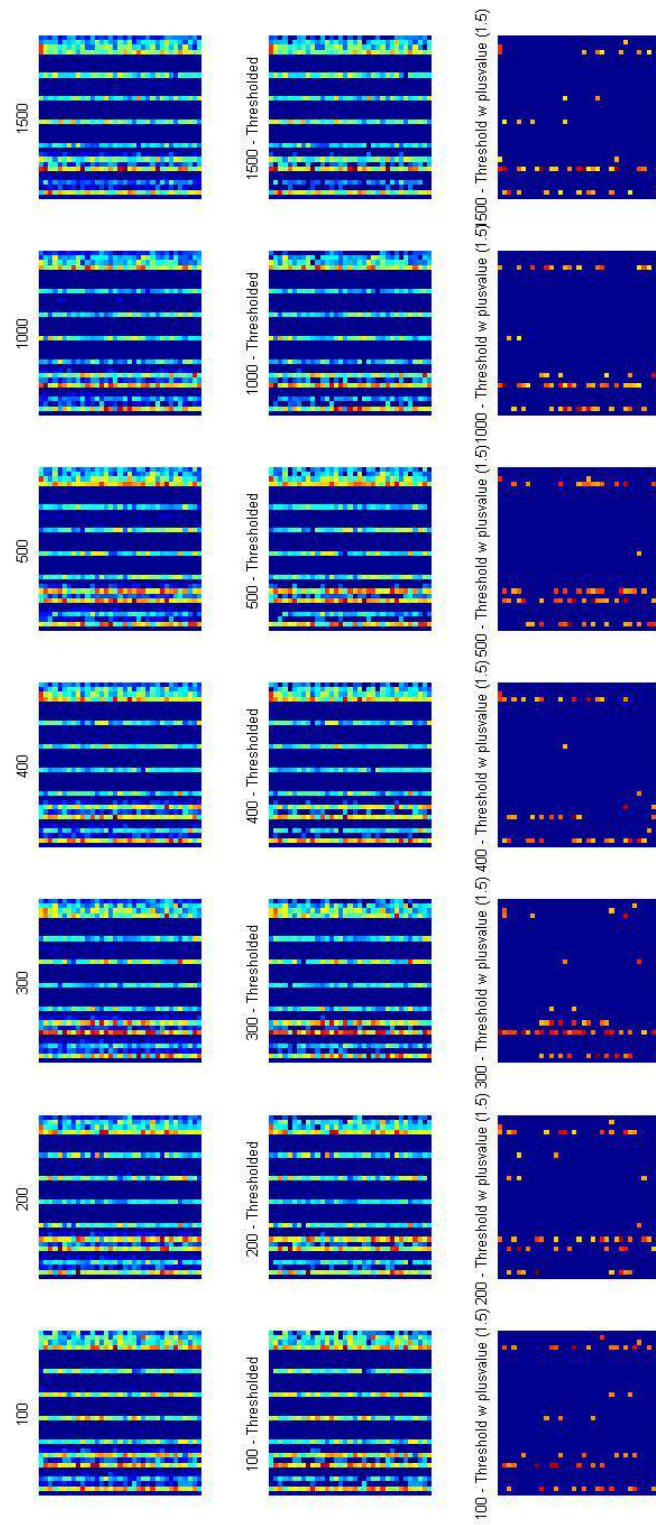 100
200
300
400
500
1000
1500
100 - Thresholded
200 - Thresholded
300 - Thresholded
400 - Thresholded
500 - Thresholded
1000 - Thresholded
1500 - Thresholded
100 - Threshold w plusvalue (1.5)
200 - Threshold w plusvalue (1.5)
300 - Threshold w plusvalue (1.5)
400 - Threshold w plusvalue (1.5)
500 - Threshold w plusvalue (1.5)
1000 - Threshold w plusvalue (1.5)
1500 - Threshold w plusvalue (1.5)